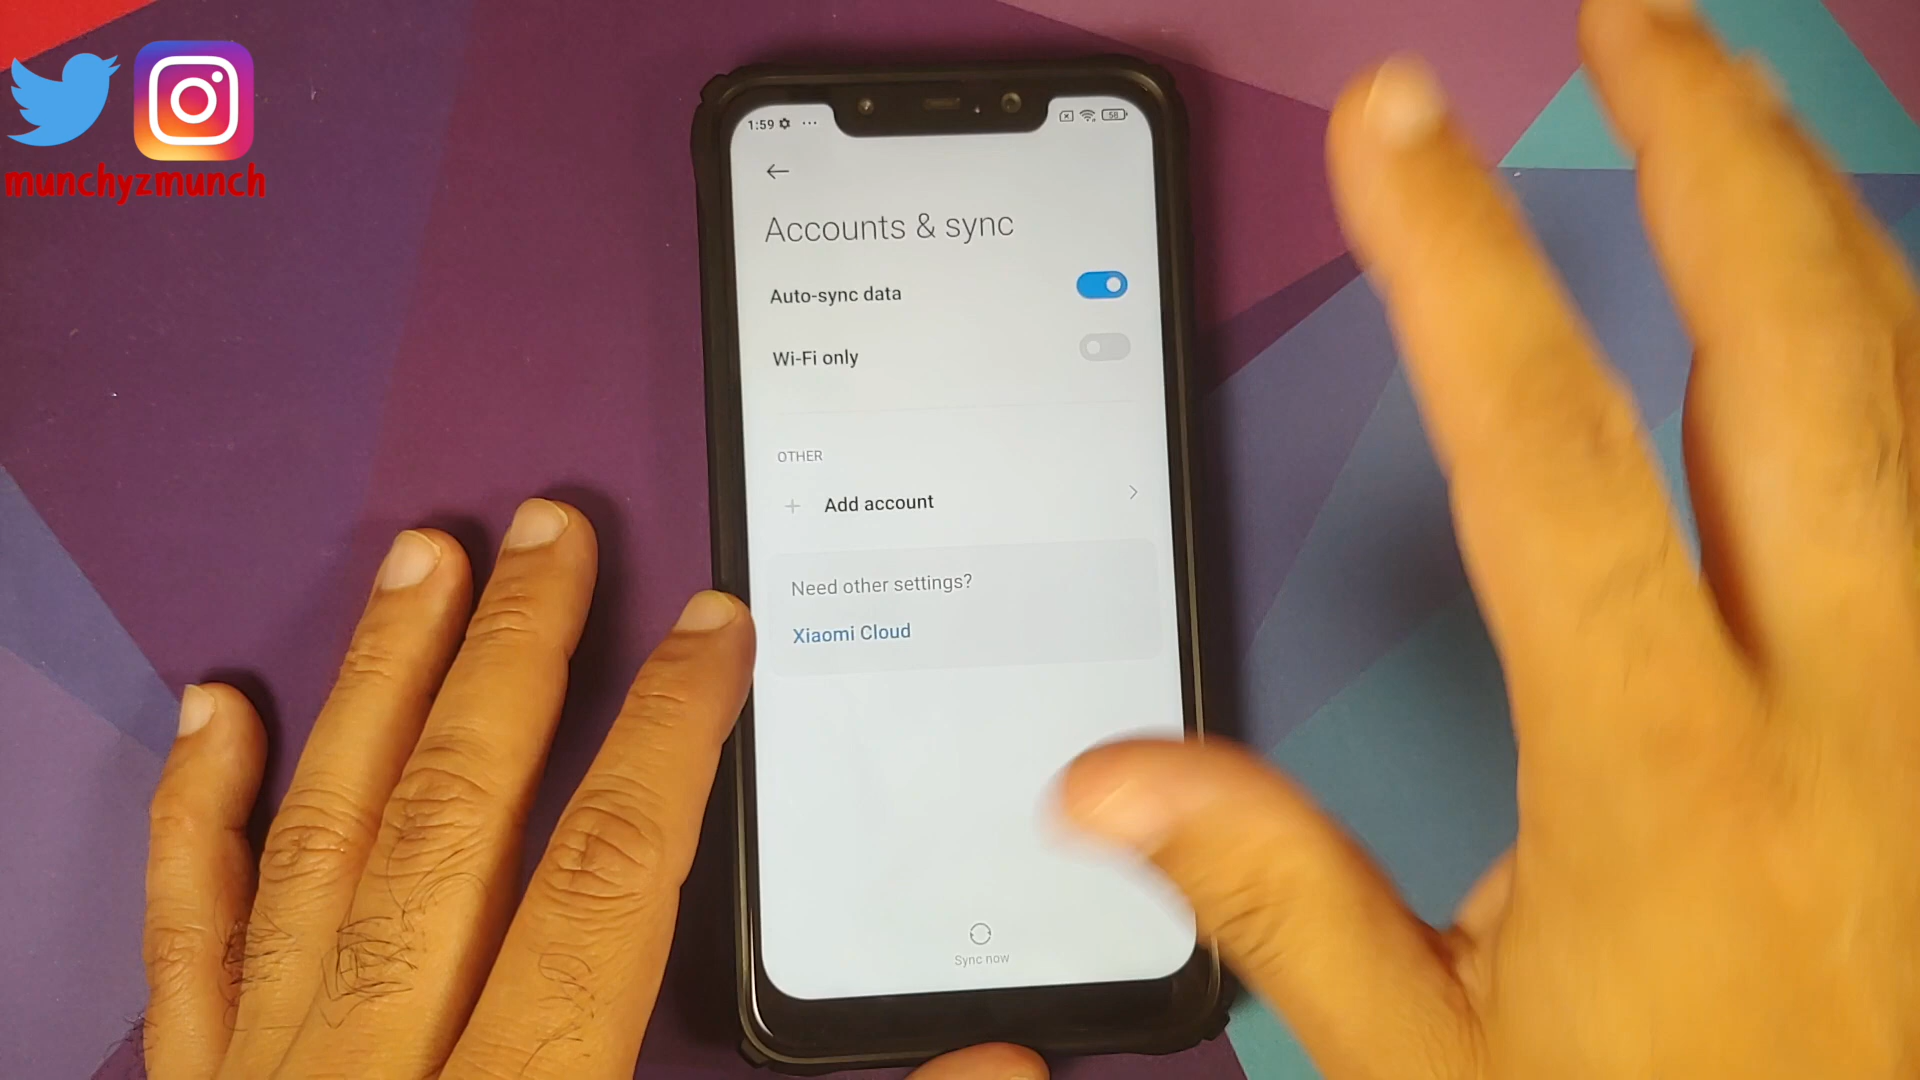 munchyzmunch
1:59 ...
58
Accounts & sync
Auto-sync data
Wi-Fi only
OTHER
+ Add account
Need other settings?
Xiaomi Cloud
Sync now